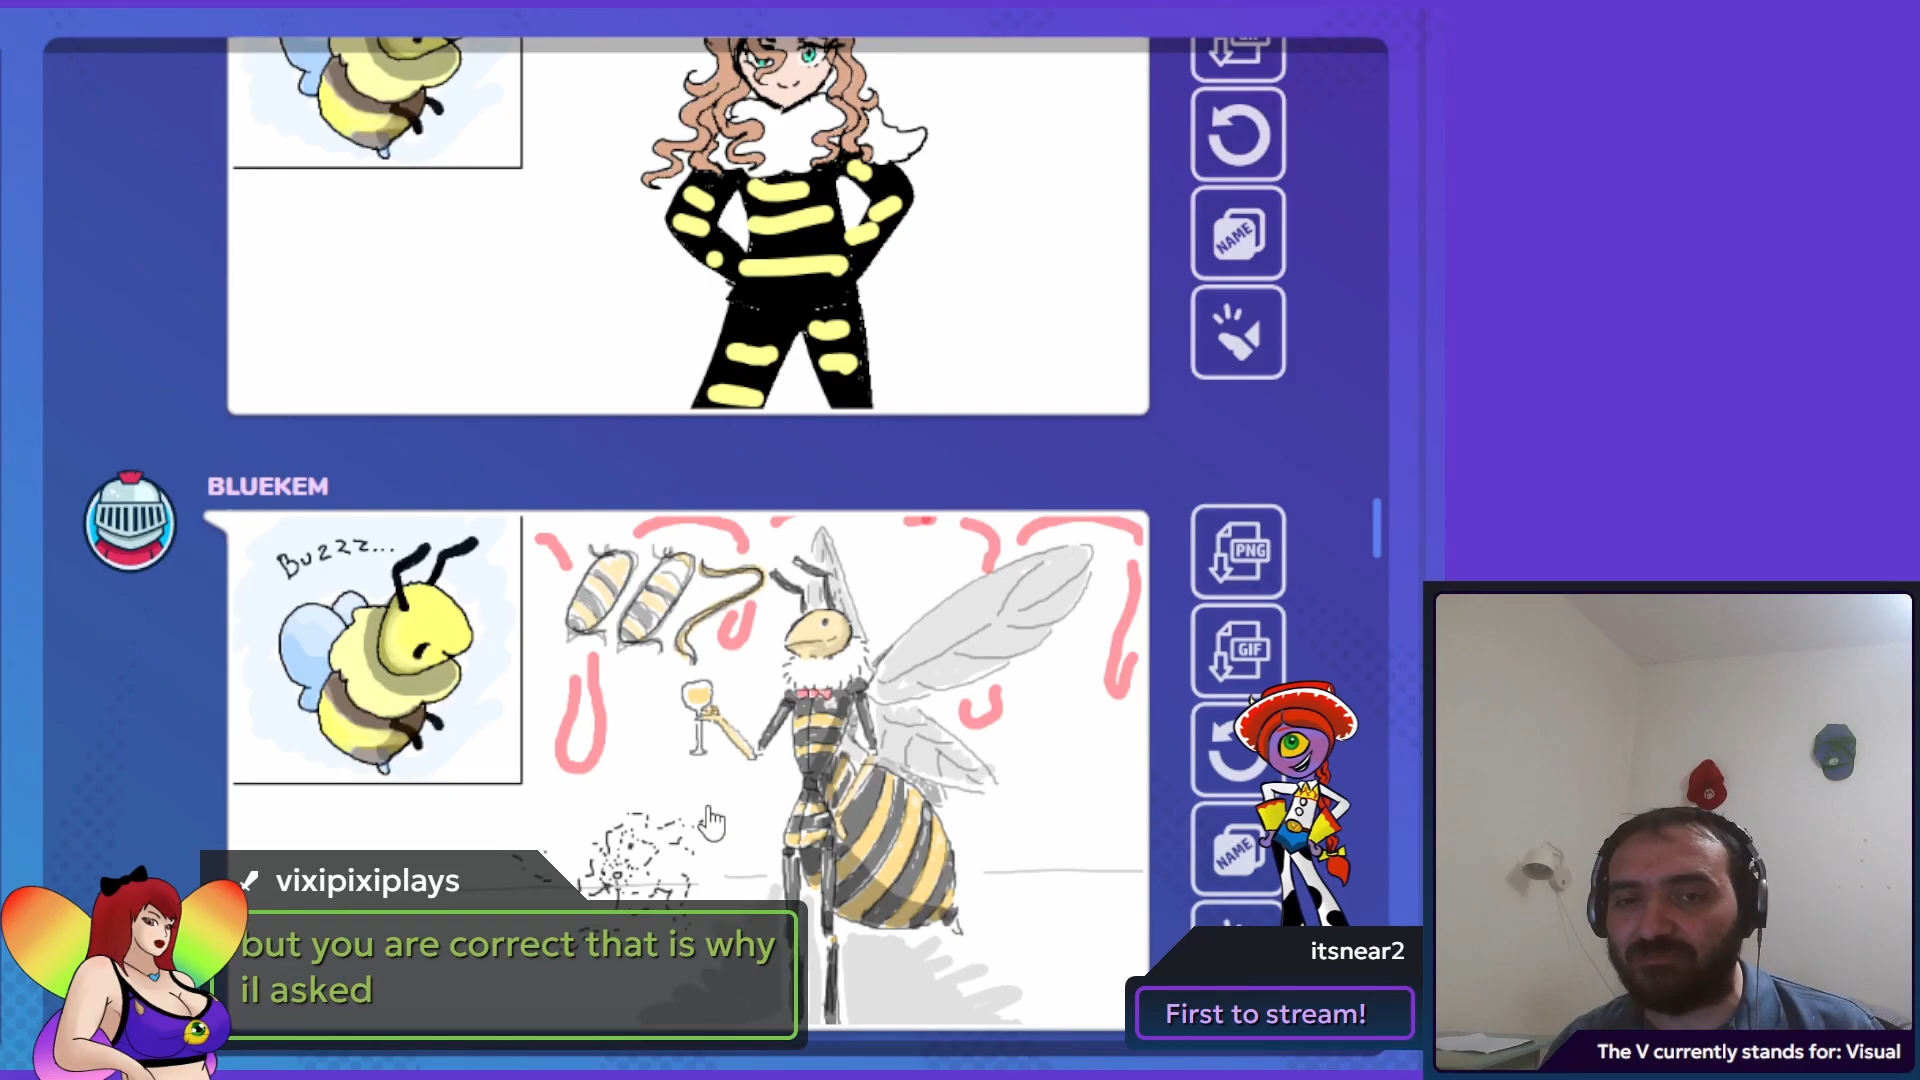 NAME
BLUEKEM
Buzzz...
PNG
GIF
NAME
vixipixiplays
but you are correct that is why
il asked
itsnear2
First to stream!
The V currently stands for: Visual